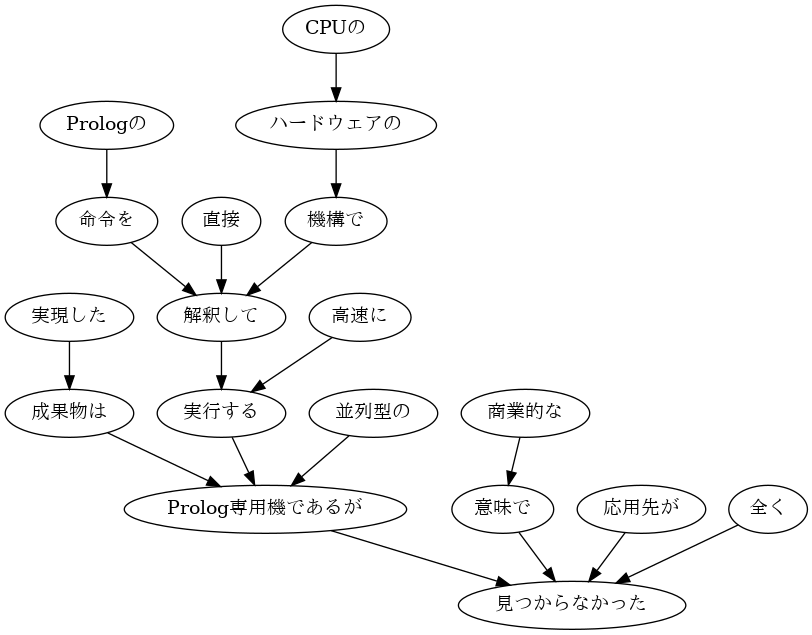 CPUの
Prologの
ハードウェアの
命令を
直接
機構で
実現した
解釈して
高速に
成果物は
実行する
並列型の
商業的な
Prolog専用機であるが
意味で
応用先が
全く
見つからなかった